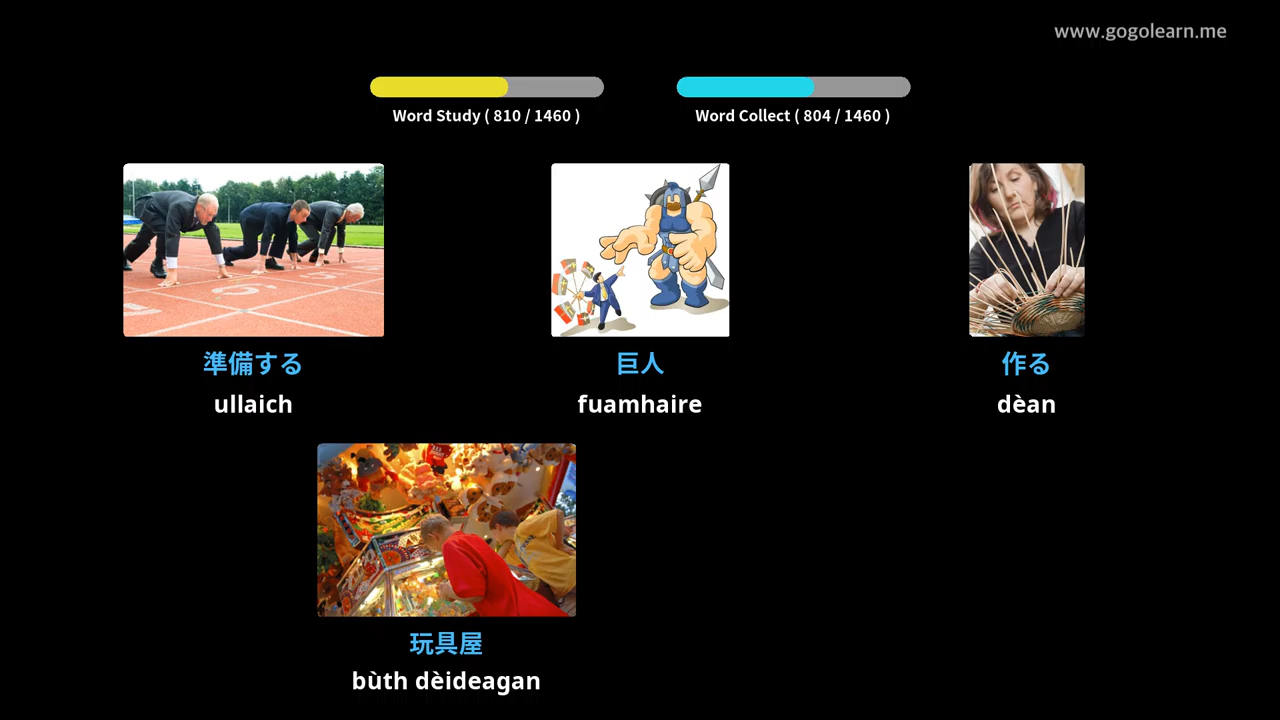 www.gogolearn.me
Word Study ( 810 / 1460 )
Word Collect ( 804 / 1460 )
準備する
ullaich
巨人
fuamhaire
作る
dèan
玩具屋
bùth dèideagan